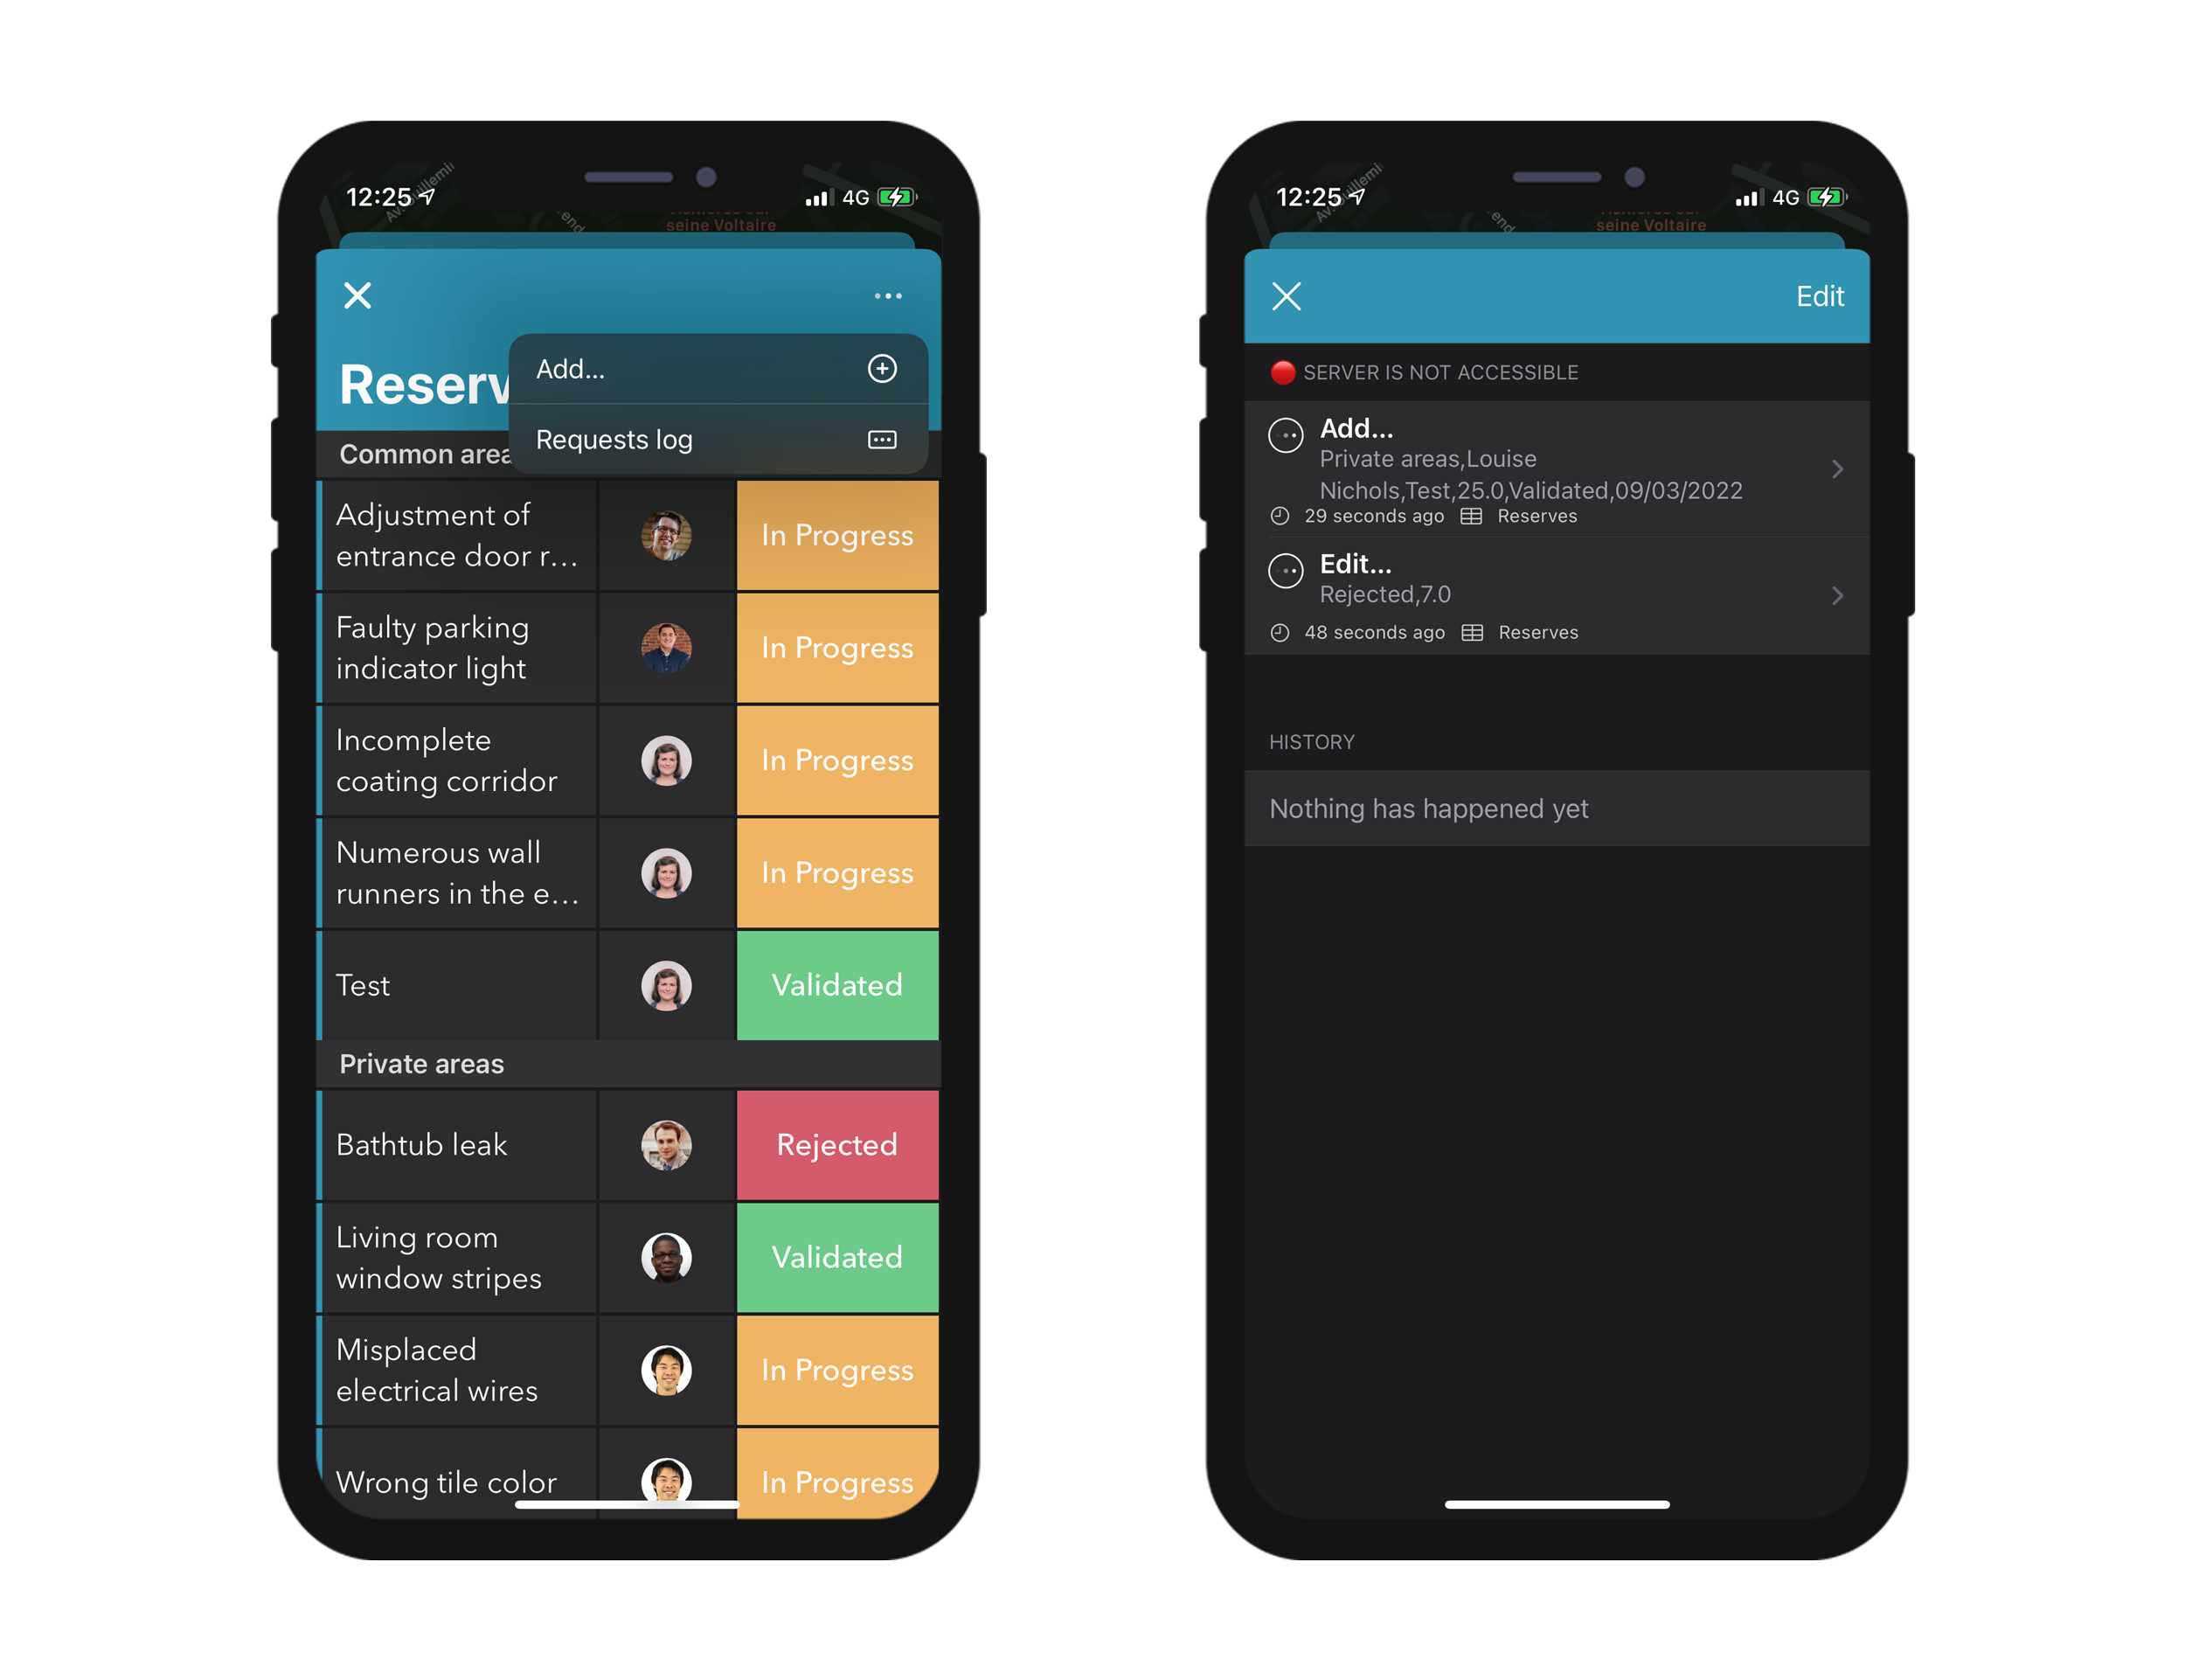 12:25
4G
seine Voltaire
Reserv
Add...
Requests log
Common area
Adjustment of
entrance door r...
In Progress
Faulty parking
indicator light
In Progress
Incomplete
coating corridor
In Progress
Numerous wall
runners in the e...
In Progress
Test
Validated
Private areas
Bathtub leak
Rejected
Living room
window stripes
Validated
Misplaced
electrical wires
In Progress
Wrong tile color
In Progress
12:25
4G
seine Voltaire
Edit
SERVER IS NOT ACCESSIBLE
Add...
Private areas,Louise
Nichols,Test,25.0,Validated,09/03/2022
29 seconds ago
Reserves
Edit...
Rejected,7.0
48 seconds ago
Reserves
HISTORY
Nothing has happened yet